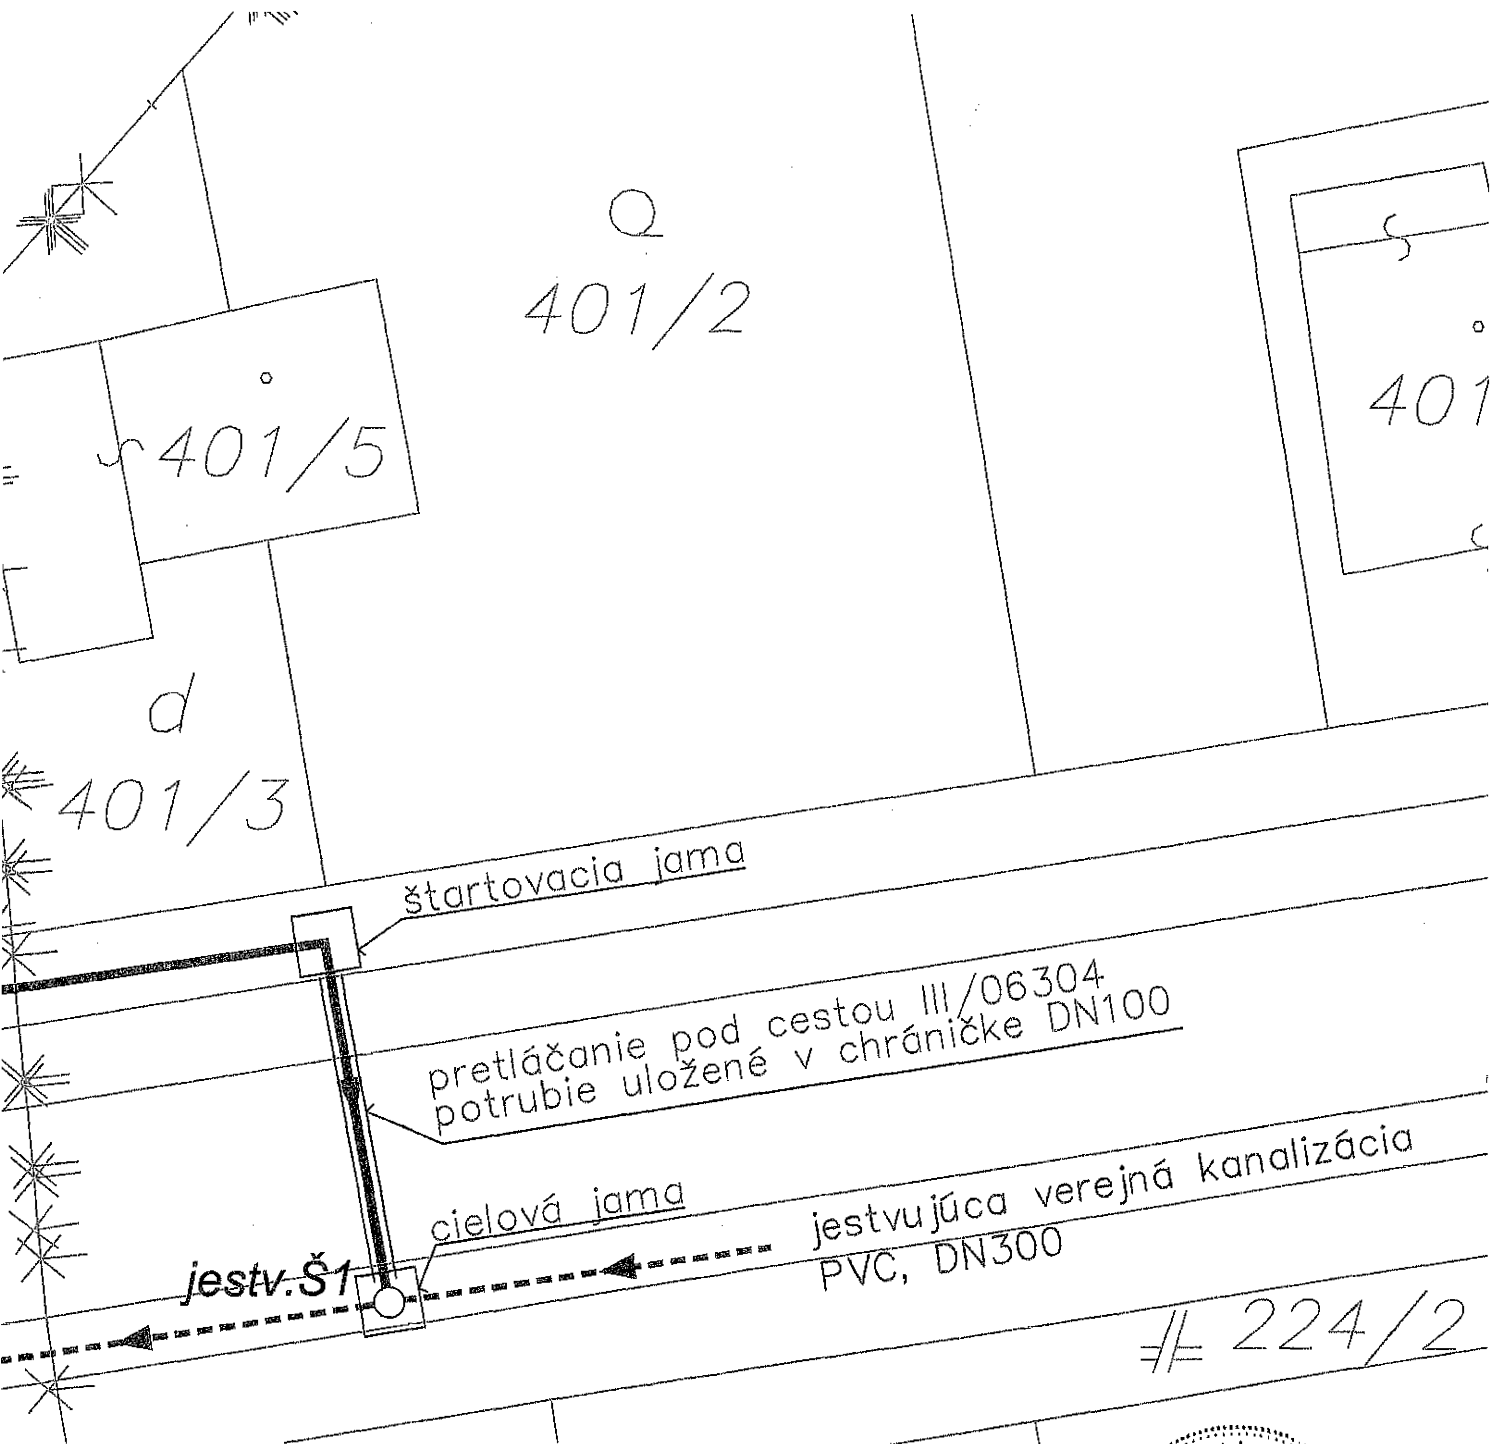 Q
401/2
401
401/5
d
401/3
štartovacia jama
pretláčanie pod cestou III/06304
potrubie uložené v chráničke DN100
cielová jama
jestvujúca verejná kanalizácia
PVC, DN300
jestv.Š1
224/2